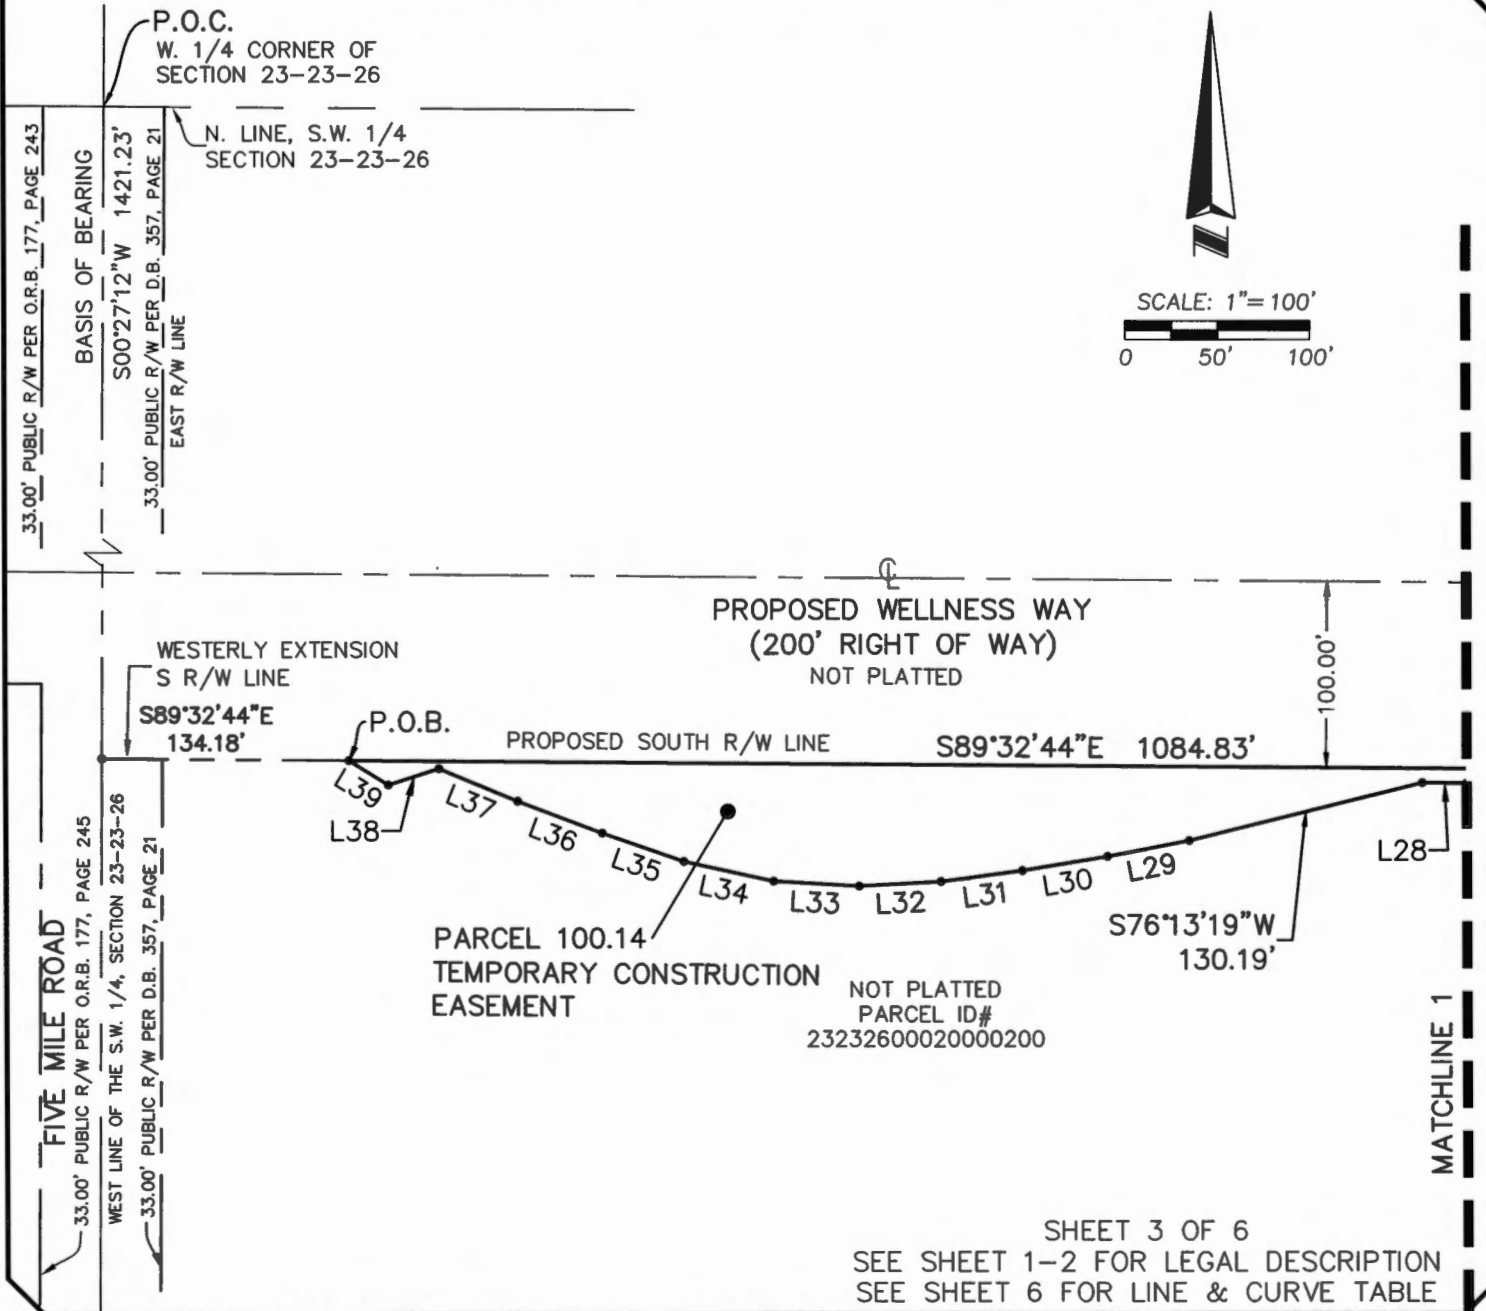 P.O.C.
W. 1/4 CORNER OF
SECTION 23-23-26
N. LINE, S.W. 1/4
SECTION 23-23-26
33.00' PUBLIC R/W PER O.R.B. 177, PAGE 243
BASIS OF BEARING
S00°27'12"W 1421.23'
33.00' PUBLIC R/W PER D.B. 357, PAGE 21
EAST R/W LINE
N
SCALE: 1"=100'
0 50' 100'
CL
PROPOSED WELLNESS WAY
(200' RIGHT OF WAY)
NOT PLATTED
100.00'
WESTERLY EXTENSION
S R/W LINE
S89°32'44"E
134.18'
P.O.B.
PROPOSED SOUTH R/W LINE
S89°32'44"E 1084.83'
L39
L38
L37
L36
L35
L34
L33
L32
L31
L30
L29
L28
S76°13'19"W
130.19'
PARCEL 100.14
TEMPORARY CONSTRUCTION
EASEMENT
NOT PLATTED
PARCEL ID#
23232600020000200
FIVE MILE ROAD
33.00' PUBLIC R/W PER O.R.B. 177, PAGE 245
WEST LINE OF THE S.W. 1/4, SECTION 23-23-26
33.00' PUBLIC R/W PER D.B. 357, PAGE 21
MATCHLINE 1
SHEET 3 OF 6
SEE SHEET 1-2 FOR LEGAL DESCRIPTION
SEE SHEET 6 FOR LINE & CURVE TABLE